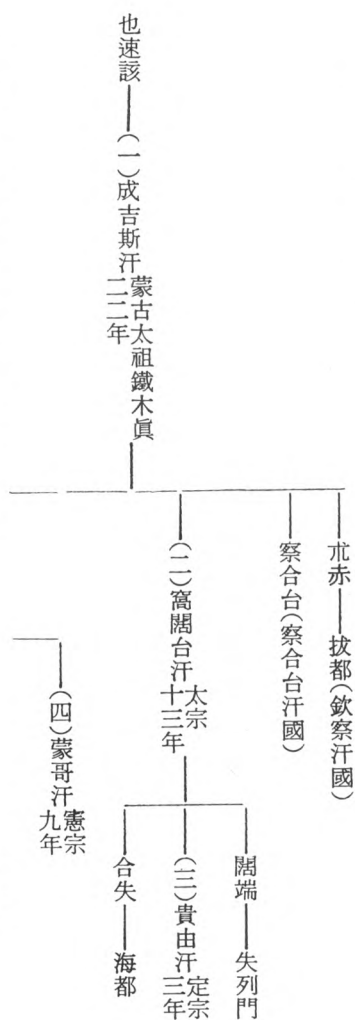 也速該——(一)成吉斯汗蒙古太祖鐵木眞二二年
朮赤——拔都(欽察汗國)
察合台(察合台汗國)
(二)窩闊台汗太宗十三年
闊端——失列門
(三)貴由汗定宗三年
合失——海都
(四)蒙哥汗憲宗九年